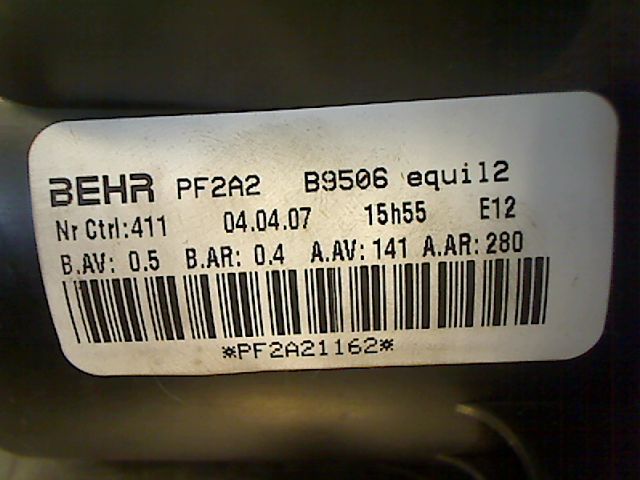 BEHR PF2A2 B9506 equil2
Nr Ctrl:411 04.04.07 15h55 E12
B.AV: 0.5 B.AR: 0.4 A.AV: 141 A.AR: 280
*PF2A21162*